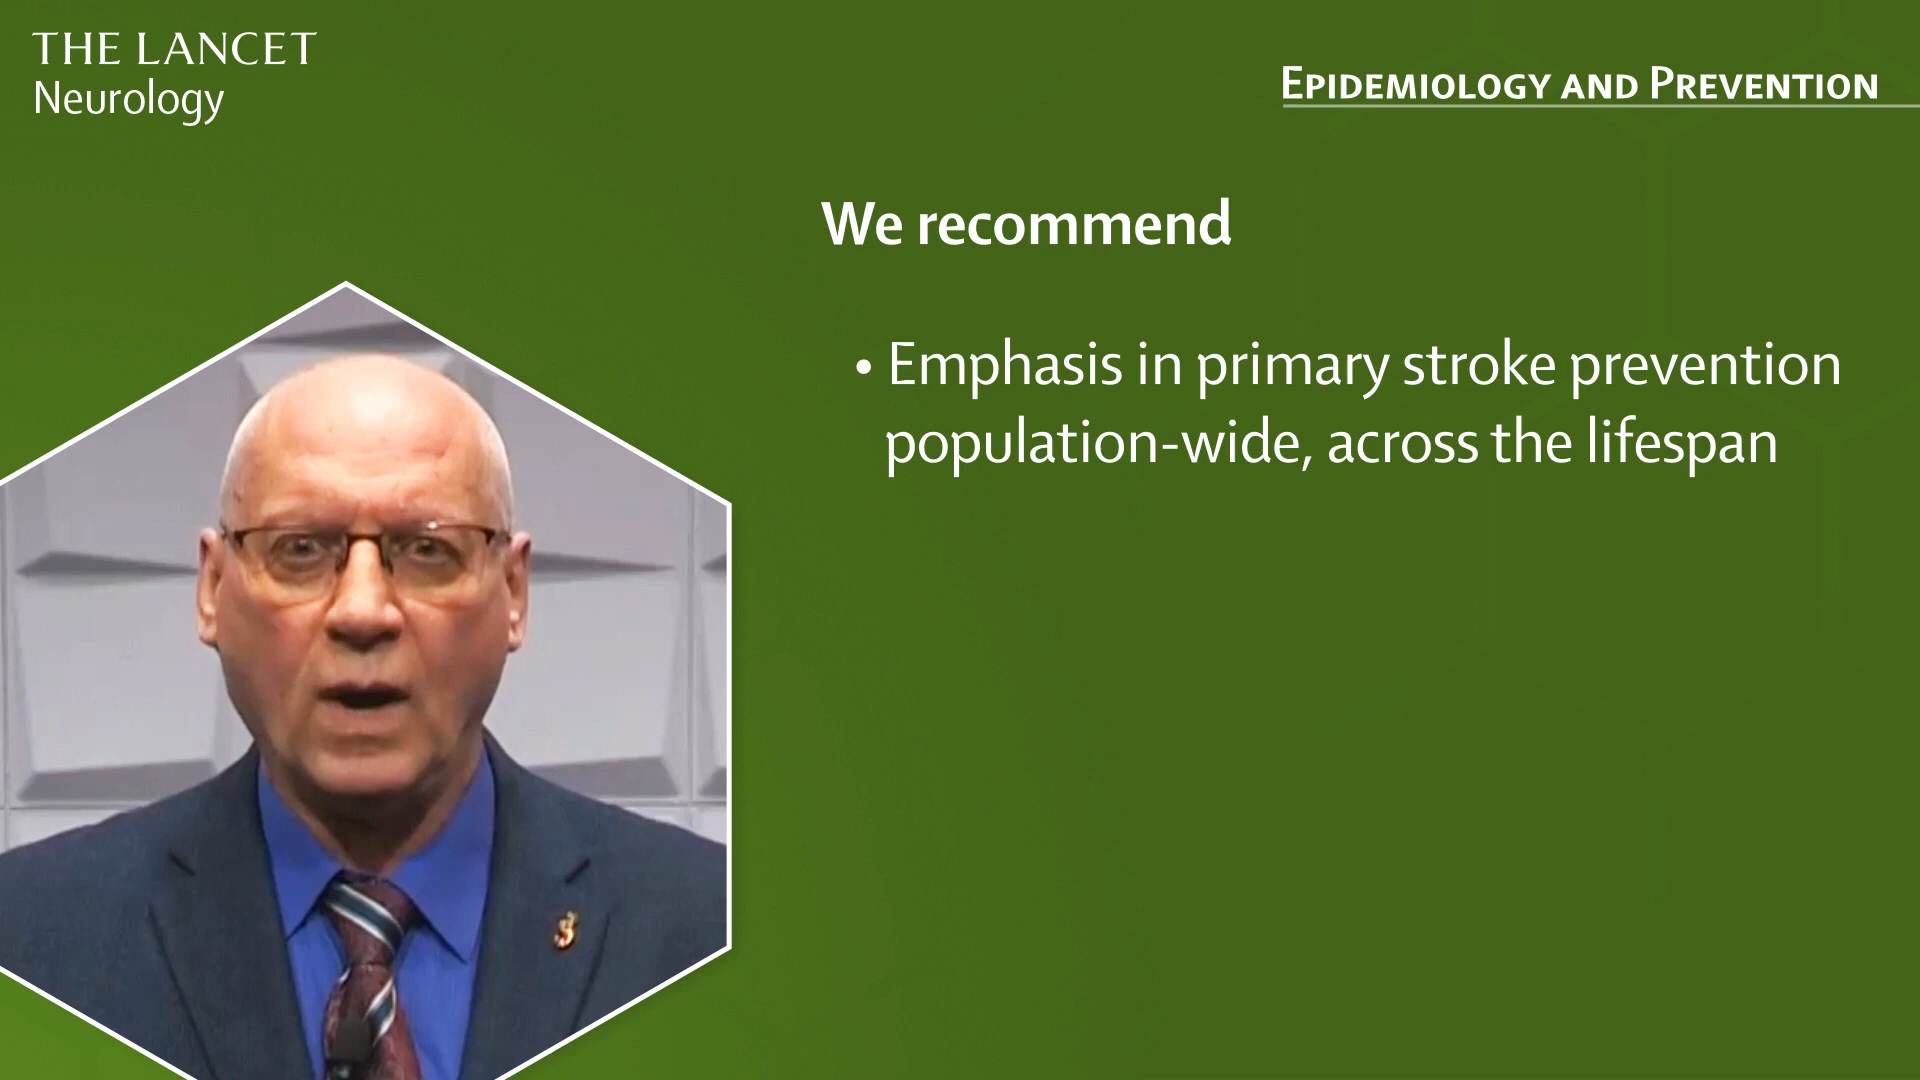 THE LANCET
Neurology
Epidemiology and Prevention
We recommend
• Emphasis in primary stroke prevention
population-wide, across the lifespan